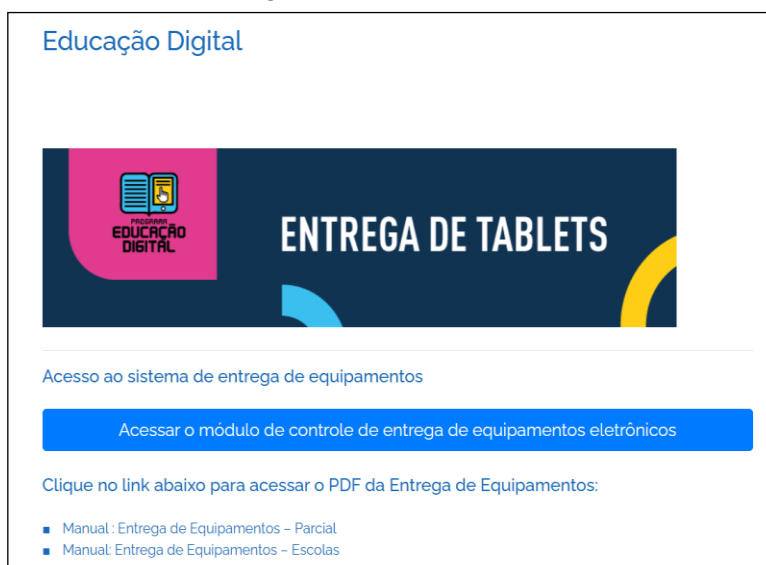 Educação Digital
PROGRAMA
EDUCAÇÃO
DIGITAL
ENTREGA DE TABLETS
Acesso ao sistema de entrega de equipamentos
Acessar o módulo de controle de entrega de equipamentos eletrônicos
Clique no link abaixo para acessar o PDF da Entrega de Equipamentos:
Manual : Entrega de Equipamentos – Parcial
Manual: Entrega de Equipamentos – Escolas